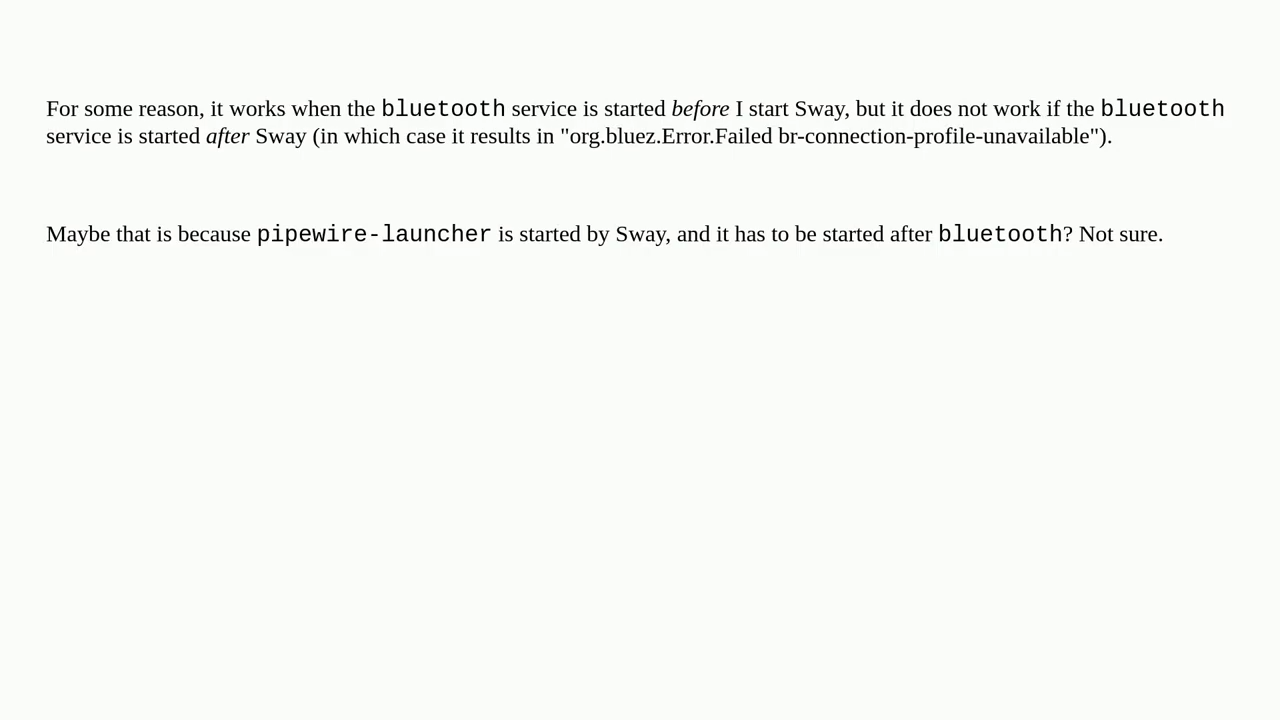 For some reason, it works when the bluetooth service is started before I start Sway, but it does not work if the bluetooth
service is started after Sway (in which case it results in "org.bluez.Error.Failed br-connection-profile-unavailable").
Maybe that is because pipewire-launcher is started by Sway, and it has to be started after bluetooth? Not sure.